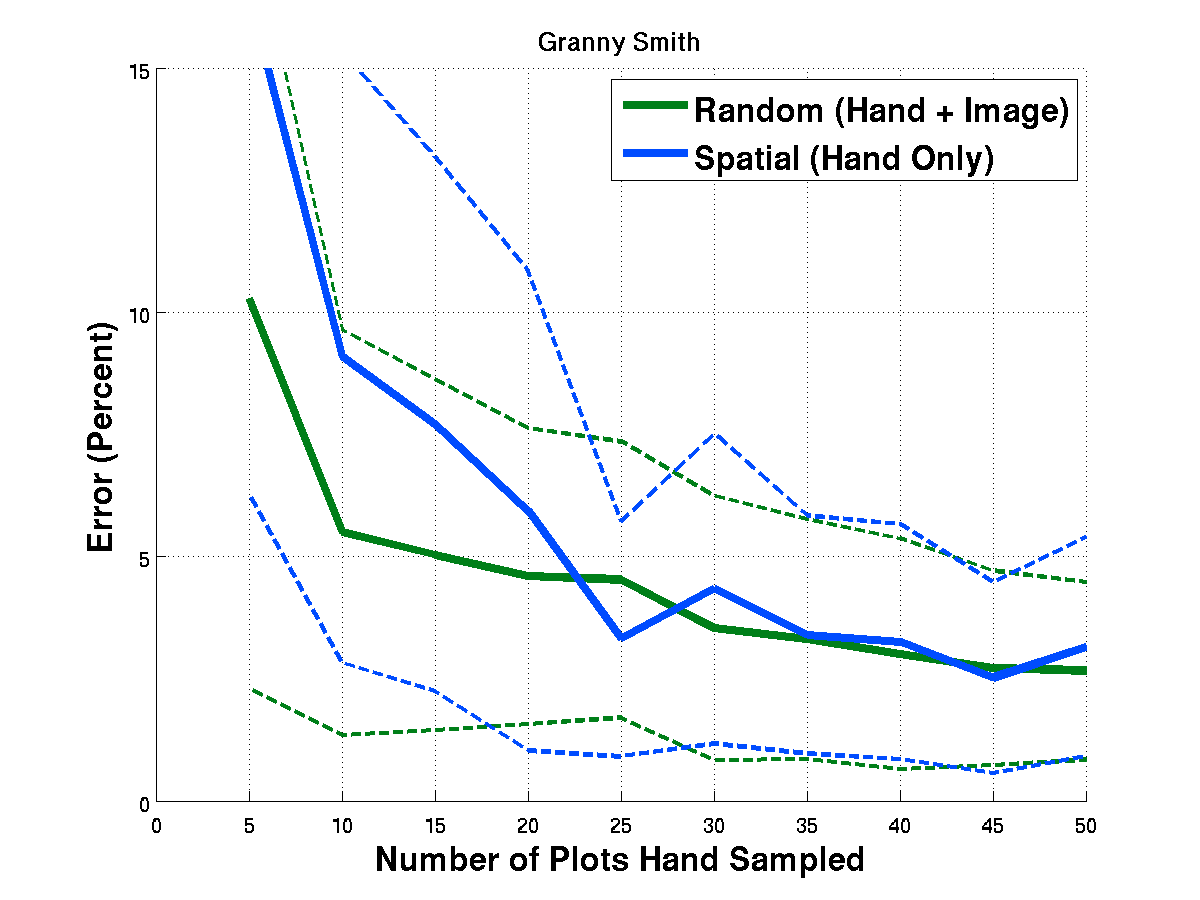 Granny Smith
15
10
5
0
Error (Percent)
Random (Hand + Image)
Spatial (Hand Only)
0 5 10 15 20 25 30 35 40 45 50
Number of Plots Hand Sampled